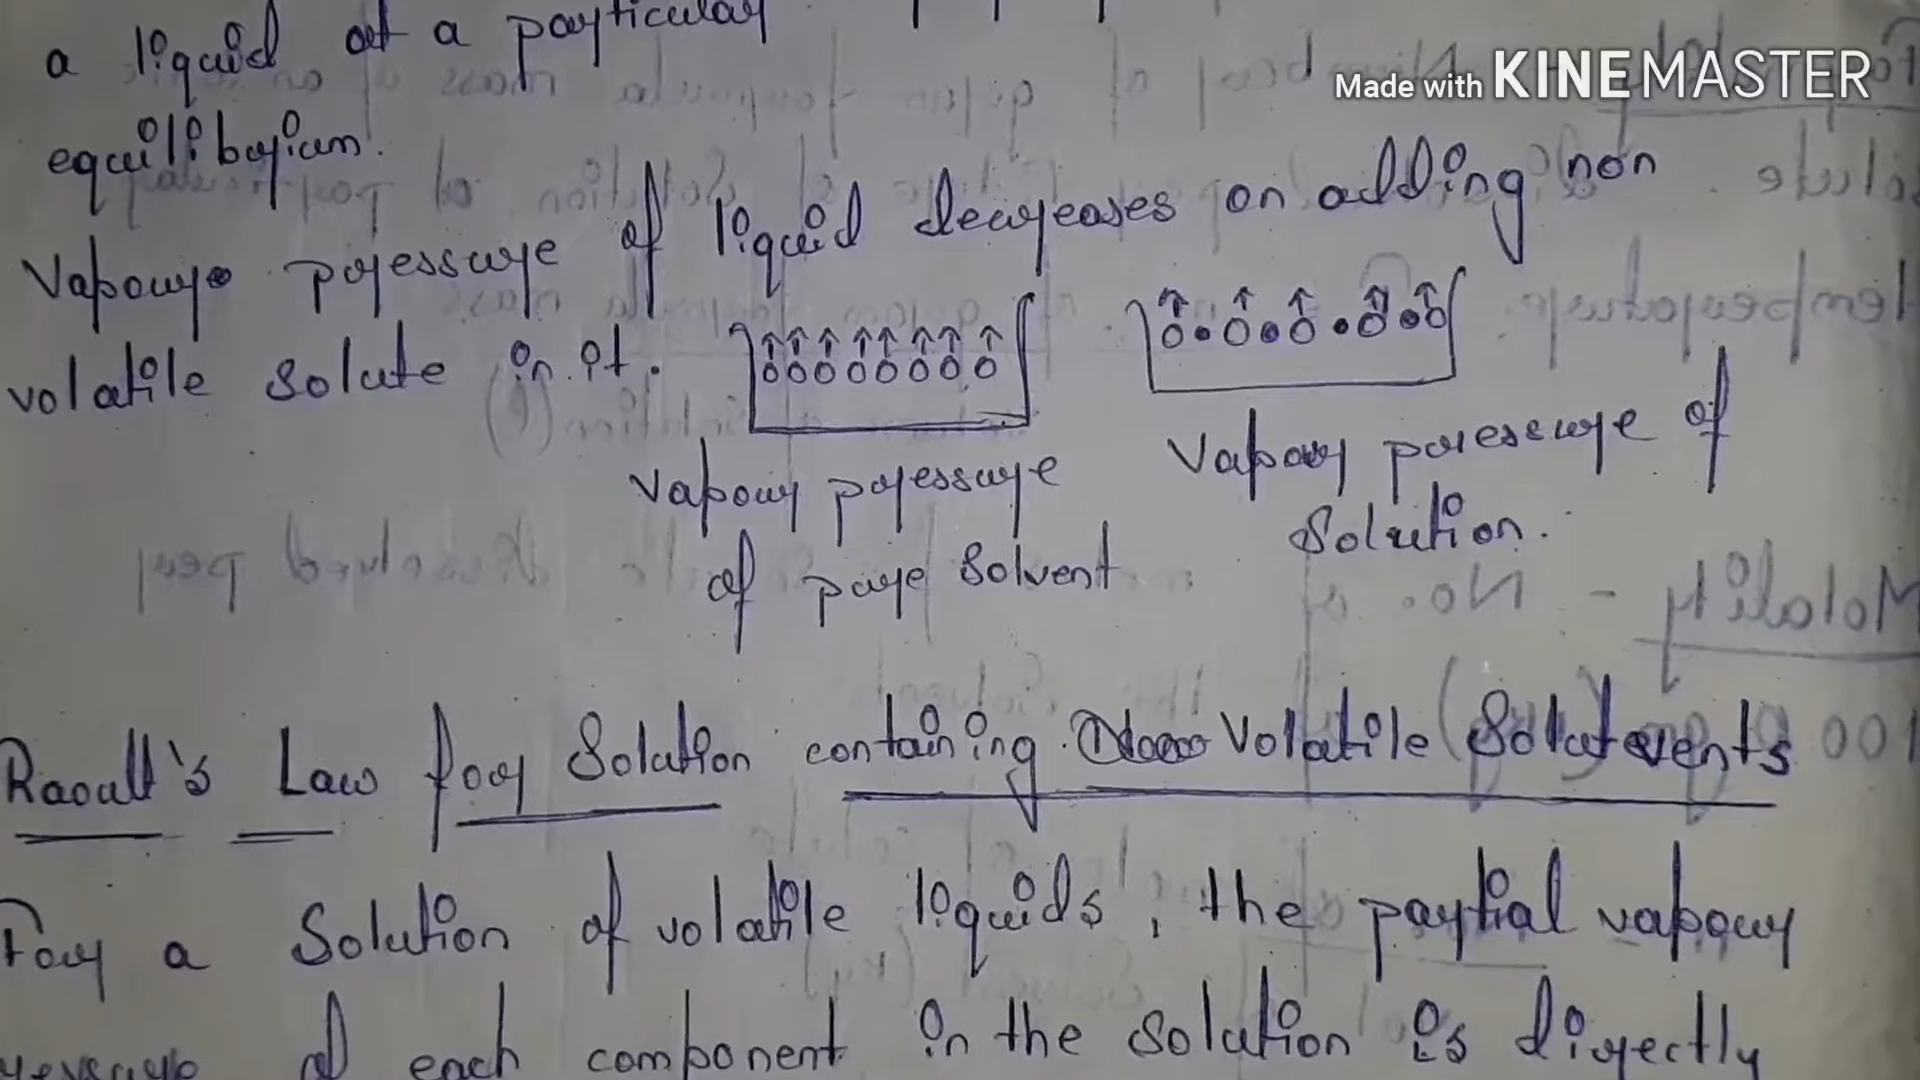 a liquid at a particular
Made with KINEMASTER
equilibrium.
Vapour pressure of liquid decreases on adding non
volatile solute in it.
Vapour pressure
of pure solvent
Vapour pressure of
solution.
Raoult's Law for Solution containing volatile Solvents
For a solution of volatile liquids, the partial vapour
of each component in the solution is directly